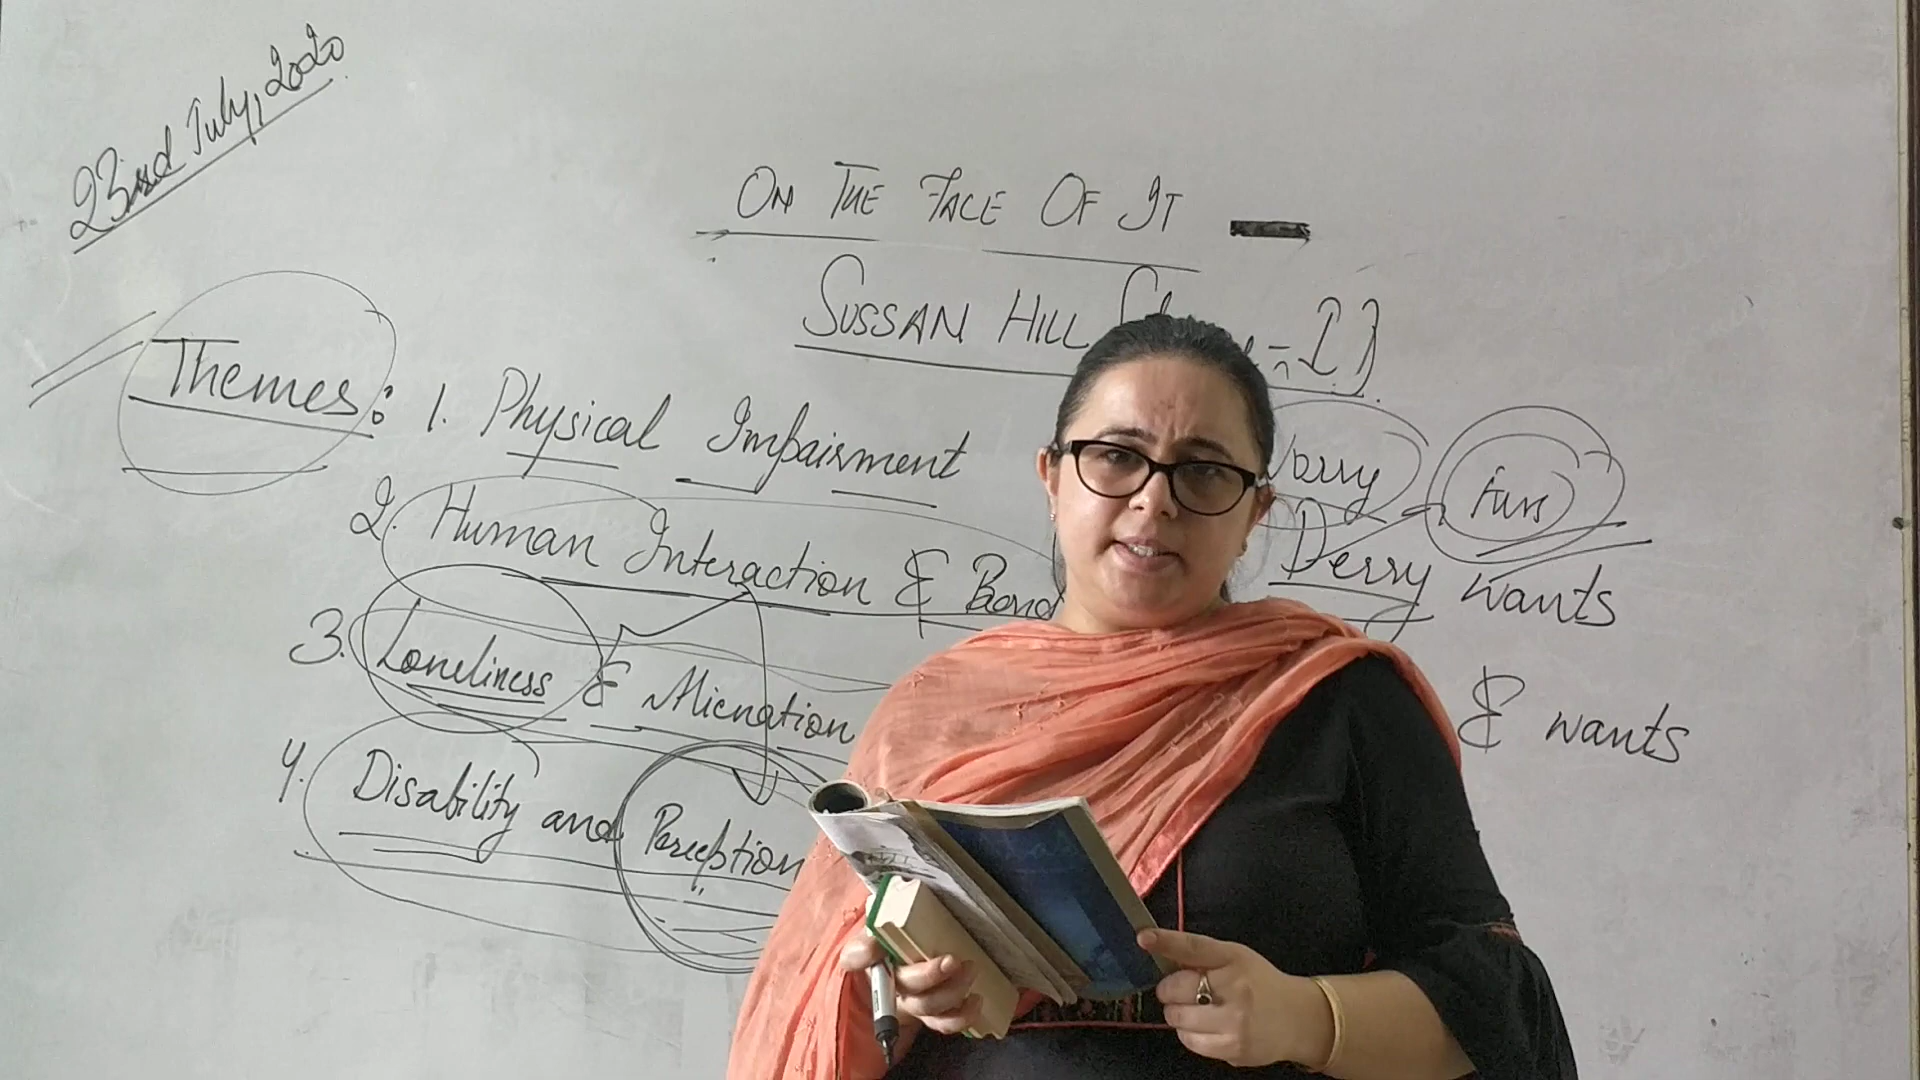 23rd July, 2020
ON THE FACE OF IT
SUSSAN HILL
Themes: 1. Physical Impairment
2. Human Interaction & Bond
3. Loneliness & Alienation
4. Disability and Perception
Derry wants
& wants